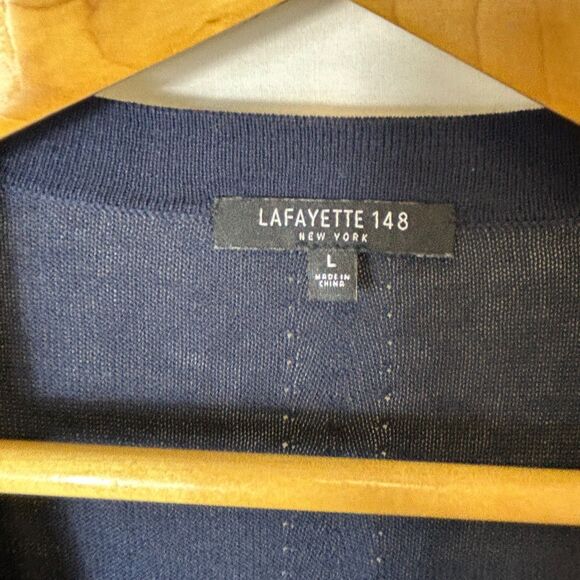 LAFAYETTE 148
NEW YORK
L
MADE IN
CHINA